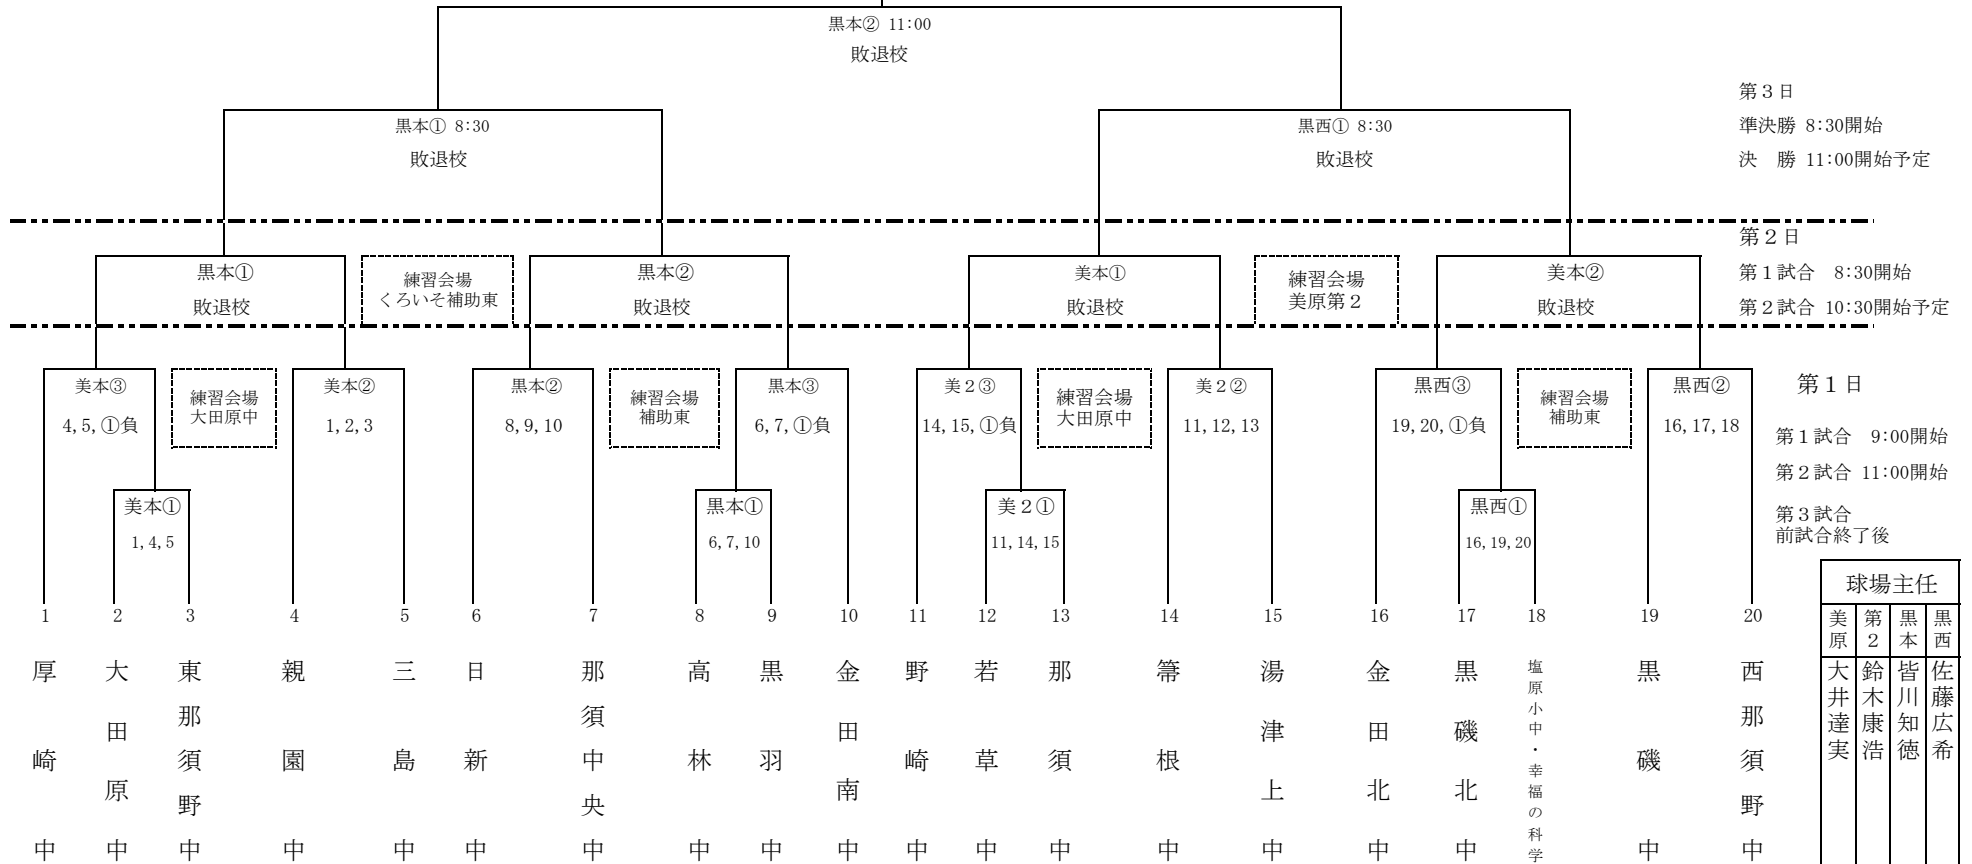 黒本② 11:00
敗退校
黒本① 8:30
敗退校
黒西① 8:30
敗退校
第３日
準決勝 8:30開始
決　勝 11:00開始予定
黒本①
敗退校
練習会場
くろいそ補助東
黒本②
敗退校
美本①
敗退校
練習会場
美原第２
美本②
敗退校
第２日
第１試合　8:30開始
第２試合 10:30開始予定
美本③
4,5,①負
練習会場
大田原中
美本②
1,2,3
黒本②
8,9,10
練習会場
補助東
黒本③
6,7,①負
美２③
14,15,①負
練習会場
大田原中
美２②
11,12,13
黒西③
19,20,①負
練習会場
補助東
黒西②
16,17,18
第１日
第１試合　9:00開始
第２試合 11:00開始
第３試合
前試合終了後
美本①
1,4,5
黒本①
6,7,10
美２①
11,14,15
黒西①
16,19,20
1
2
3
4
5
6
7
8
9
10
11
12
13
14
15
16
17
18
19
20
厚崎中
大田原中
東那須野中
親園中
三島中
日新中
那須中央中
高林中
黒羽中
金田南中
野崎中
若草中
那須中
箒根中
湯津上中
金田北中
黒磯北中
塩原小中・幸福の科学
黒磯中
西那須野中
球場主任
美原
第2
黒本
黒西
大井達実
鈴木康浩
皆川知徳
佐藤広希